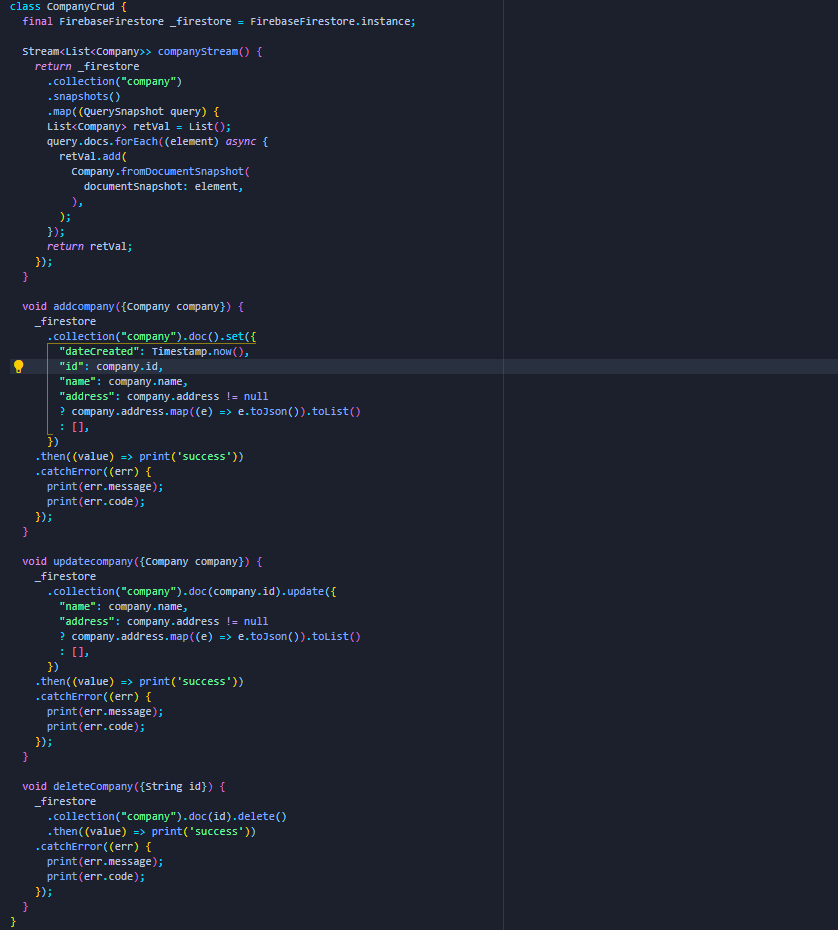 class CompanyCrud {
  final FirebaseFirestore _firestore = FirebaseFirestore.instance;

  Stream<List<Company>> companyStream() {
    return _firestore
      .collection("company")
      .snapshots()
      .map((QuerySnapshot query) {
      List<Company> retVal = List();
      query.docs.forEach((element) async {
        retVal.add(
          Company.fromDocumentSnapshot(
            documentSnapshot: element,
          ),
        );
      });
      return retVal;
    });
  }

  void addcompany({Company company}) {
    _firestore
      .collection("company").doc().set({
        "dateCreated": Timestamp.now(),
        "id": company.id,
        "name": company.name,
        "address": company.address != null
        ? company.address.map((e) => e.toJson()).toList()
        : [],
      })
    .then((value) => print('success'))
    .catchError((err) {
      print(err.message);
      print(err.code);
    });
  }

  void updatecompany({Company company}) {
    _firestore
      .collection("company").doc(company.id).update({
        "name": company.name,
        "address": company.address != null
        ? company.address.map((e) => e.toJson()).toList()
        : [],
      })
    .then((value) => print('success'))
    .catchError((err) {
      print(err.message);
      print(err.code);
    });
  }

  void deleteCompany({String id}) {
    _firestore
      .collection("company").doc(id).delete()
      .then((value) => print('success'))
    .catchError((err) {
      print(err.message);
      print(err.code);
    });
  }
}